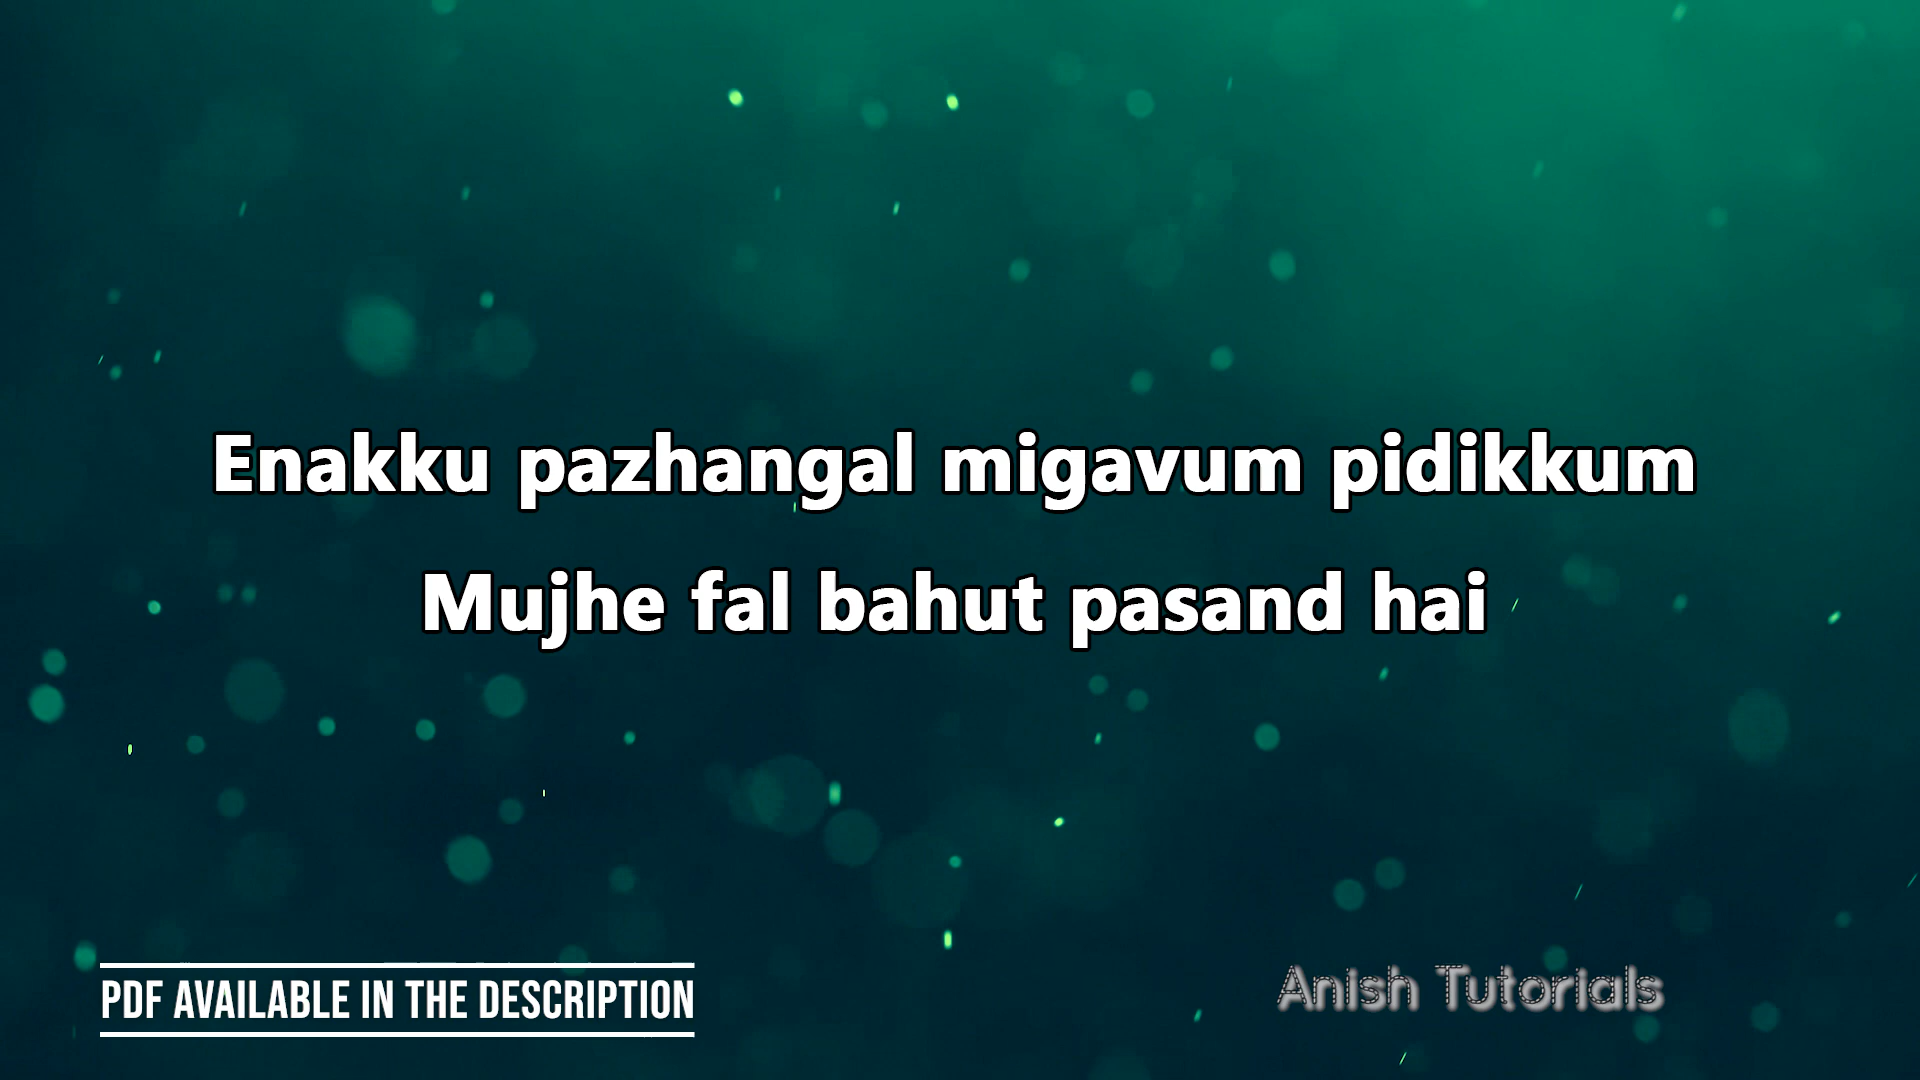 Enakku pazhangal migavum pidikkum
Mujhe fal bahut pasand hai
PDF AVAILABLE IN THE DESCRIPTION
Anish Tutorials